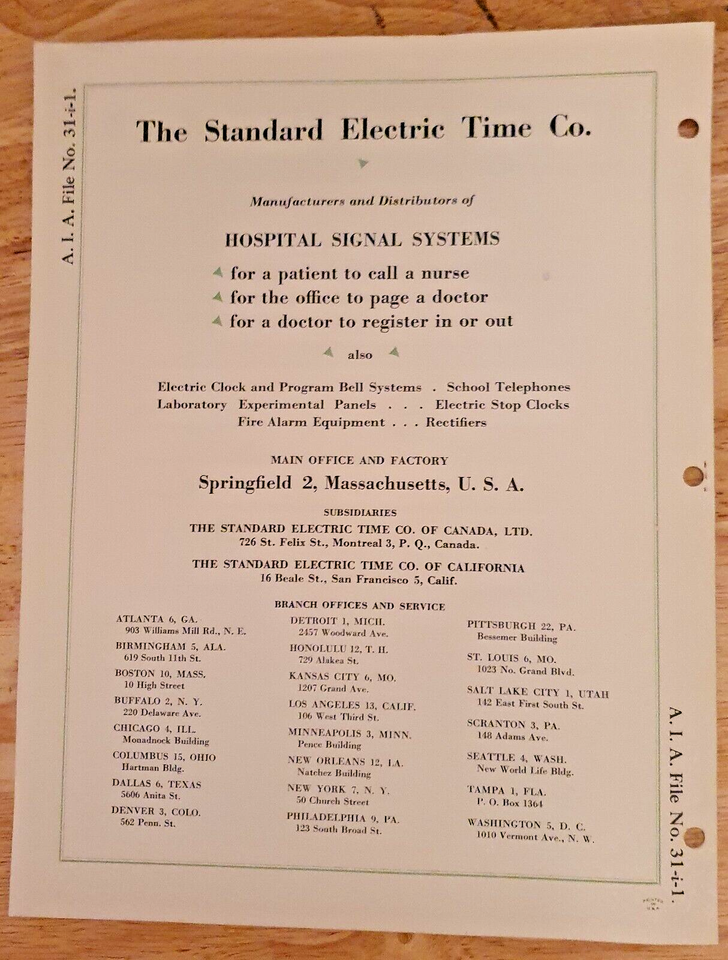 A. I. A. File No. 31-i-1.
The Standard Electric Time Co.
Manufacturers and Distributors of
HOSPITAL SIGNAL SYSTEMS
for a patient to call a nurse
for the office to page a doctor
for a doctor to register in or out
also
Electric Clock and Program Bell Systems . School Telephones
Laboratory Experimental Panels . . . Electric Stop Clocks
Fire Alarm Equipment . . . Rectifiers
MAIN OFFICE AND FACTORY
Springfield 2, Massachusetts, U. S. A.
SUBSIDIARIES
THE STANDARD ELECTRIC TIME CO. OF CANADA, LTD.
726 St. Felix St., Montreal 3, P. Q., Canada.
THE STANDARD ELECTRIC TIME CO. OF CALIFORNIA
16 Beale St., San Francisco 5, Calif.
BRANCH OFFICES AND SERVICE
ATLANTA 6, GA.
903 Williams Mill Rd., N. E.
BIRMINGHAM 5, ALA.
619 South 11th St.
BOSTON 10, MASS.
10 High Street
BUFFALO 2, N. Y.
220 Delaware Ave.
CHICAGO 4, ILL.
Monadnock Building
COLUMBUS 15, OHIO
Hartman Bldg.
DALLAS 6, TEXAS
5606 Anita St.
DENVER 3, COLO.
562 Penn. St.
DETROIT 1, MICH.
2457 Woodward Ave.
HONOLULU 12, T. H.
729 Alakea St.
KANSAS CITY 6, MO.
1207 Grand Ave.
LOS ANGELES 13, CALIF.
106 West Third St.
MINNEAPOLIS 3, MINN.
Pence Building
NEW ORLEANS 12, LA.
Natchez Building
NEW YORK 7, N. Y.
50 Church Street
PHILADELPHIA 9, PA.
123 South Broad St.
PITTSBURGH 22, PA.
Bessemer Building
ST. LOUIS 6, MO.
1023 No. Grand Blvd.
SALT LAKE CITY 1, UTAH
142 East First South St.
SCRANTON 3, PA.
148 Adams Ave.
SEATTLE 4, WASH.
New World Life Bldg.
TAMPA 1, FLA.
P. O. Box 1364
WASHINGTON 5, D. C.
1010 Vermont Ave., N. W.
A. I. A. File No. 31-i-1.